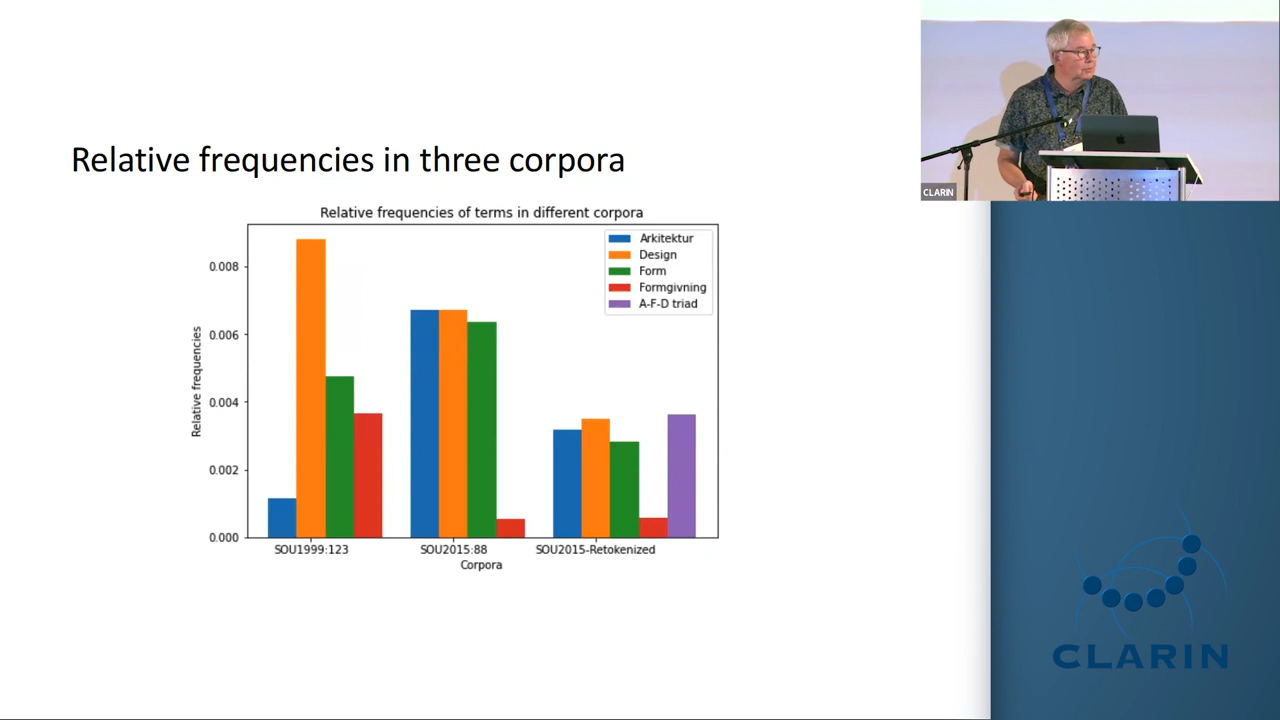 Relative frequencies in three corpora
Relative frequencies of terms in different corpora
Arkitektur
Design
Form
Formgivning
A-F-D triad
Relative frequencies
0.008
0.006
0.004
0.002
0.000
SOU1999:123 SOU2015:88 SOU2015-Retokenized
Corpora
CLARIN
CLARIN